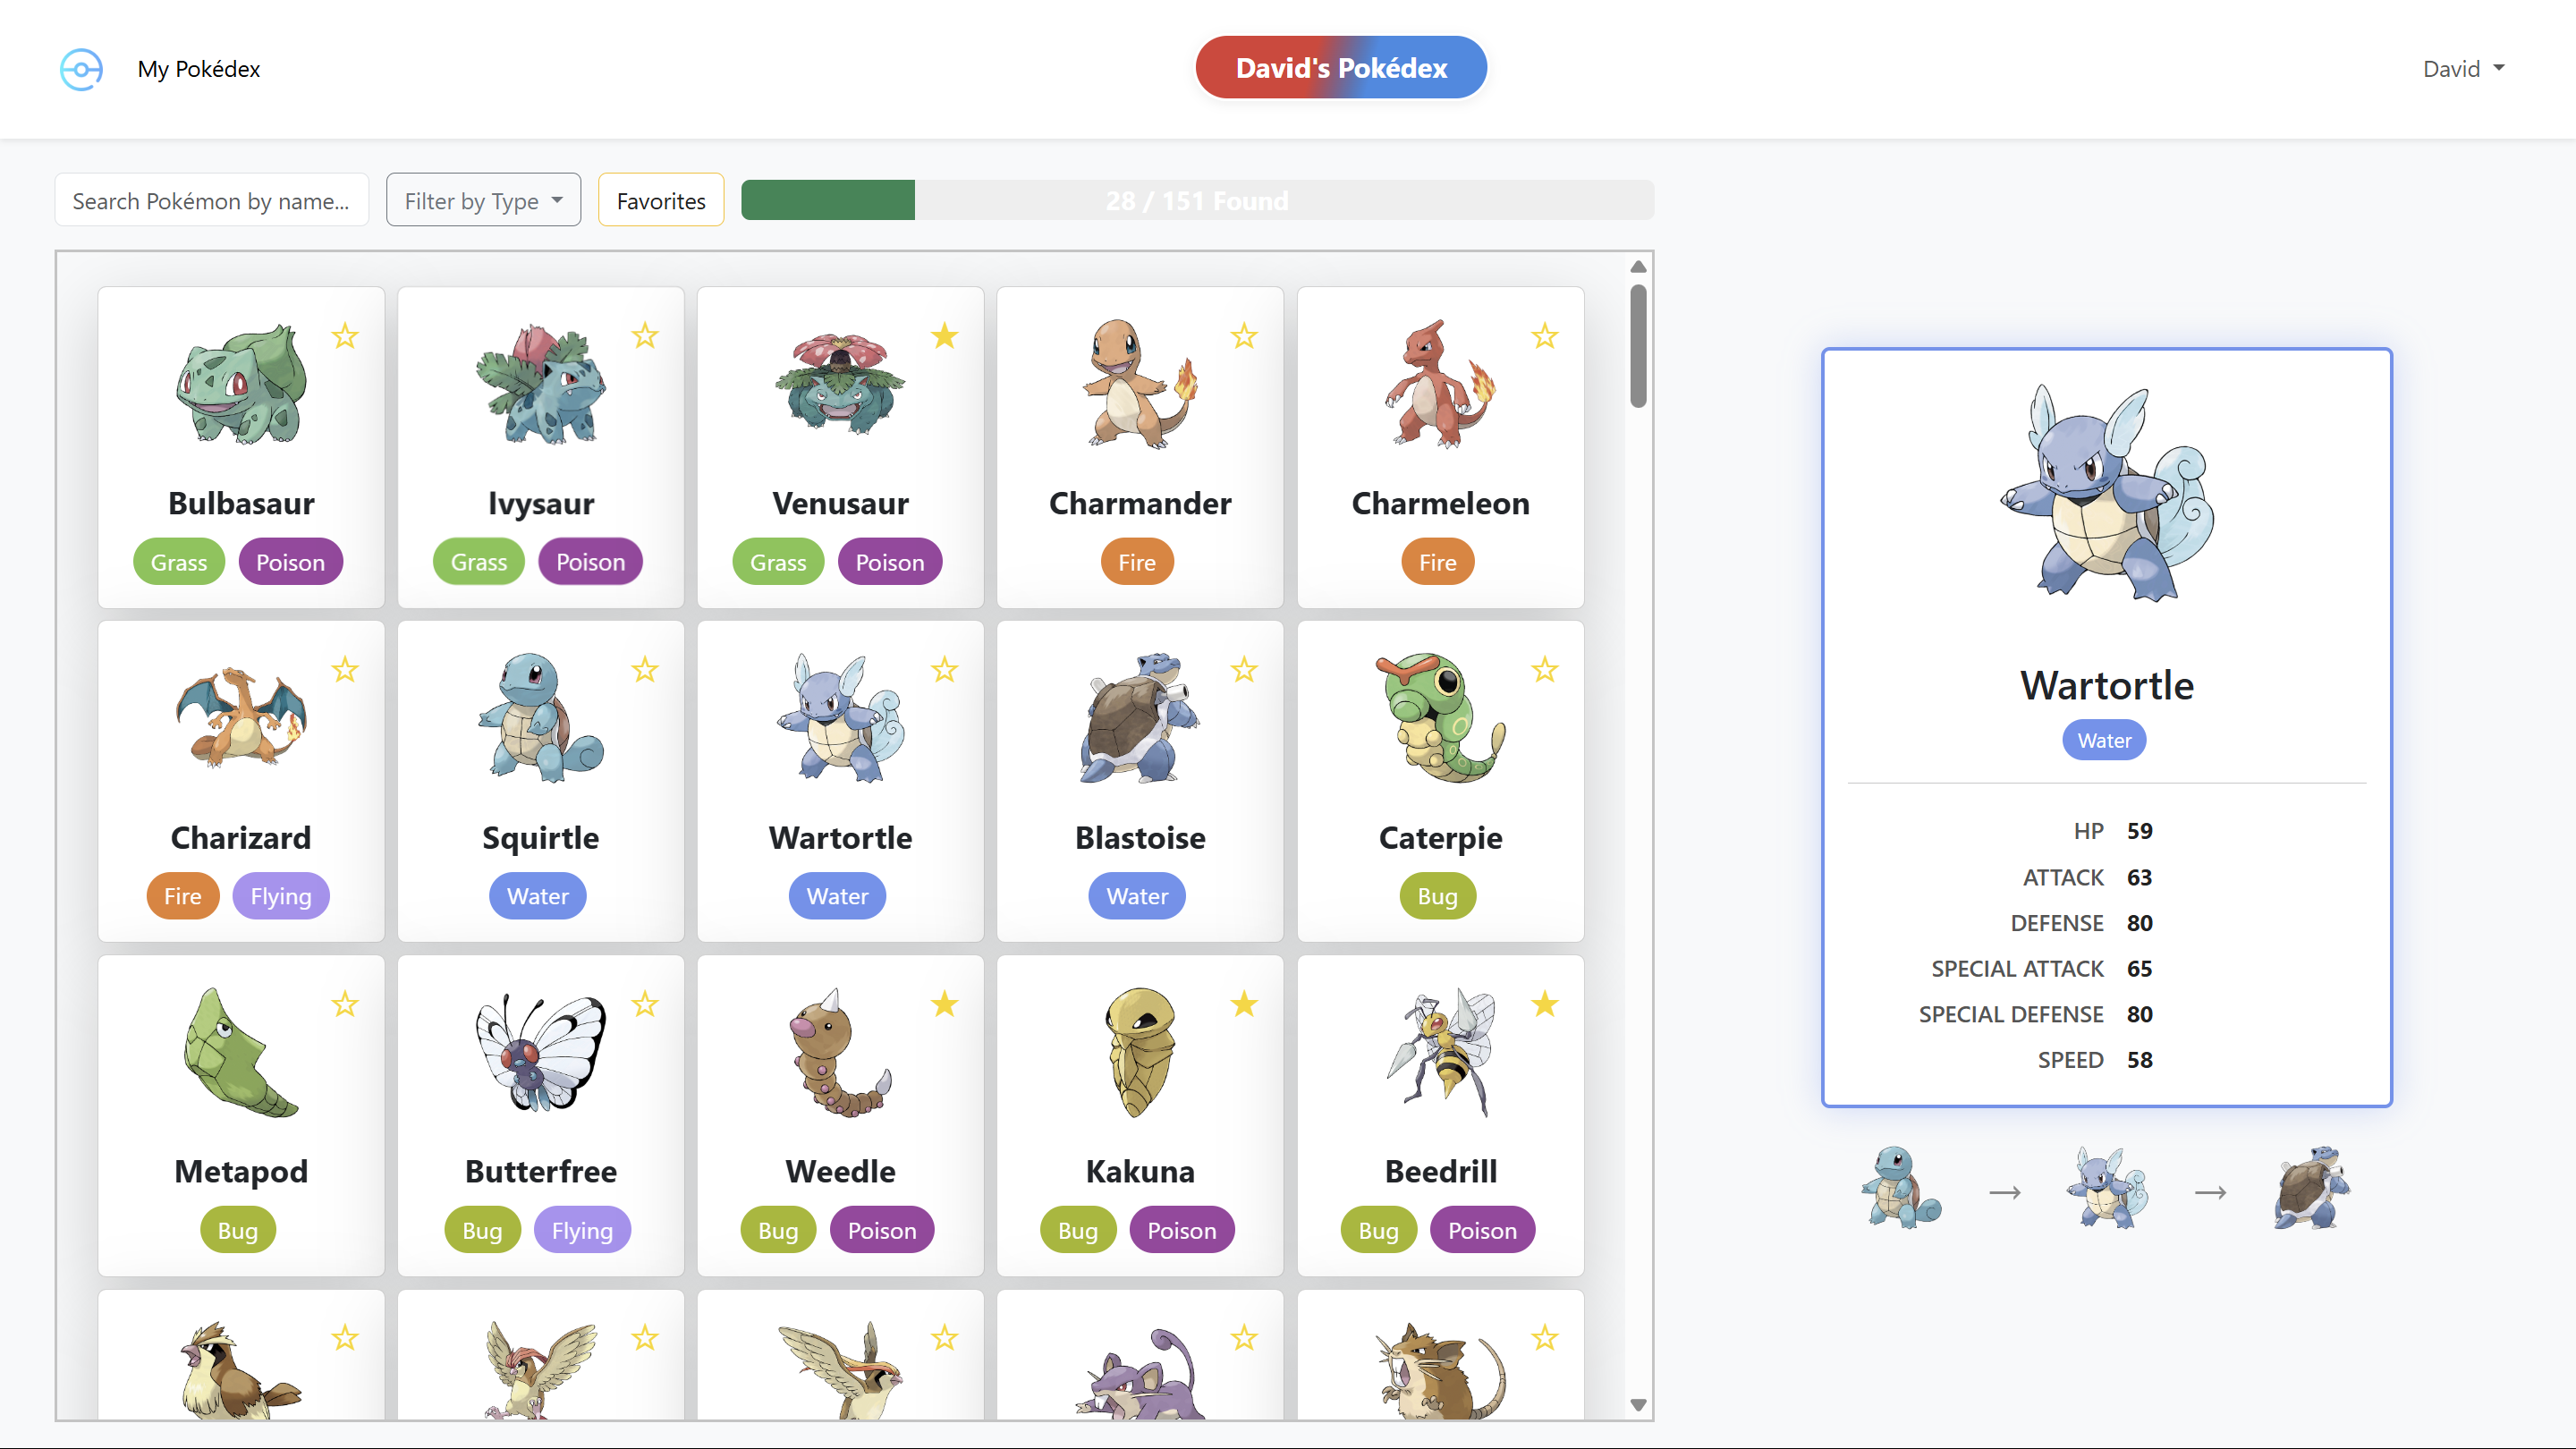 My Pokédex
David's Pokédex
David
Search Pokémon by name...
Filter by Type
Favorites
28 / 151 Found
Bulbasaur
Grass Poison
Ivysaur
Grass Poison
Venusaur
Grass Poison
Charmander
Fire
Charmeleon
Fire
Charizard
Fire Flying
Squirtle
Water
Wartortle
Water
Blastoise
Water
Caterpie
Bug
Metapod
Bug
Butterfree
Bug Flying
Weedle
Bug Poison
Kakuna
Bug Poison
Beedrill
Bug Poison
Wartortle
Water
HP 59
ATTACK 63
DEFENSE 80
SPECIAL ATTACK 65
SPECIAL DEFENSE 80
SPEED 58